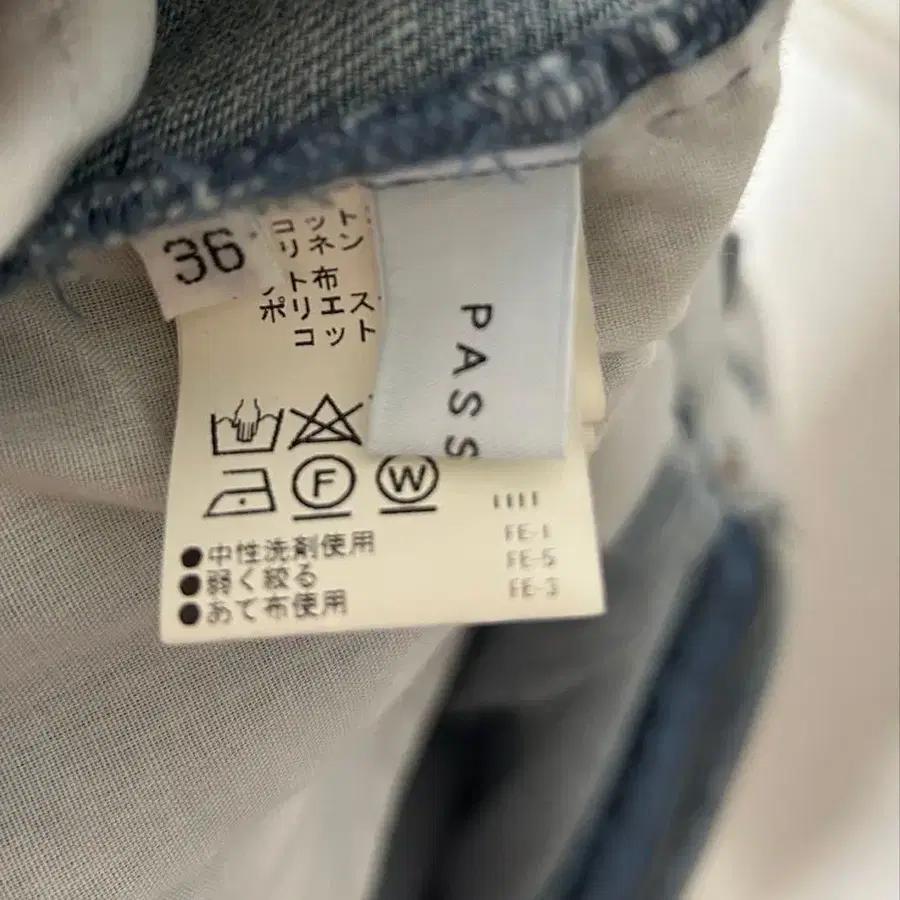 36
コット
リネン
ット布
ポリエス
コット
PASS
F
W
●中性洗剤使用
●弱く絞る
●あて布使用
FE-1
FE-5
FE-3